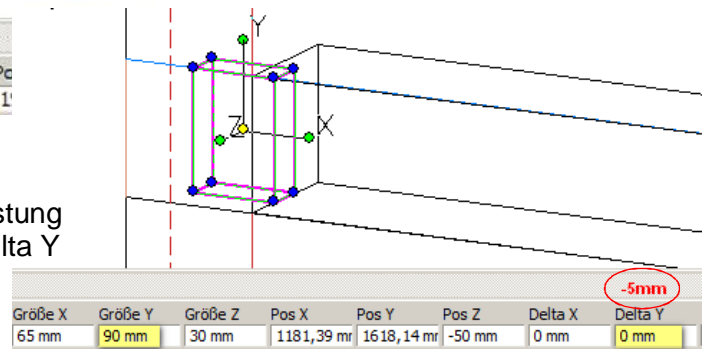 Y
Z
X
stung
lta Y
-5mm
Größe X Größe Y Größe Z Pos X Pos Y Pos Z Delta X Delta Y
65 mm 90 mm 30 mm 1181,39 mr 1618,14 mr -50 mm 0 mm 0 mm